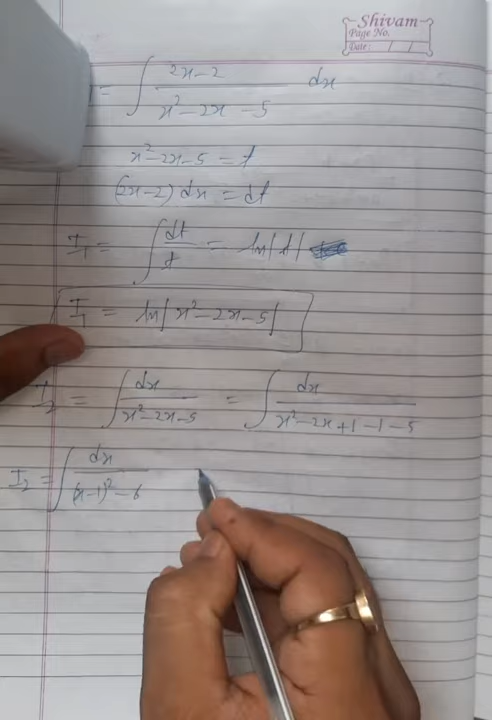 Shivam
Page No.
Date: / /
= ∫ (2x-2)/(x²-2x-5) dx
x²-2x-5 = t
(2x-2) dx = dt
I₁ = ∫ dt/t = ln|t|
I₁ = ln|x²-2x-5|
I₂ = ∫ dx/(x²-2x-5) = ∫ dx/(x²-2x+1-1-5)
I₂ = ∫ dx/((x-1)²-6)